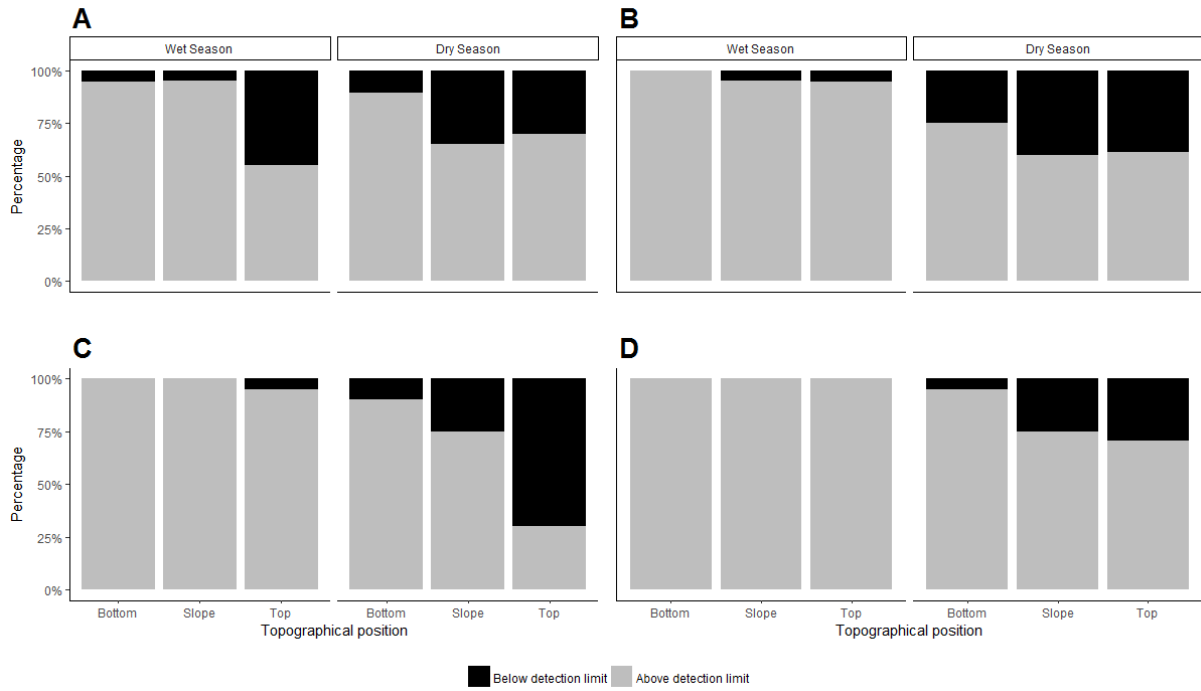 A
B
Wet Season
Dry Season
Wet Season
Dry Season
100%
75%
50%
25%
0%
Percentage
C
D
100%
75%
50%
25%
0%
Percentage
Bottom
Slope
Top
Bottom
Slope
Top
Bottom
Slope
Top
Bottom
Slope
Top
Topographical position
Topographical position
Below detection limit
Above detection limit